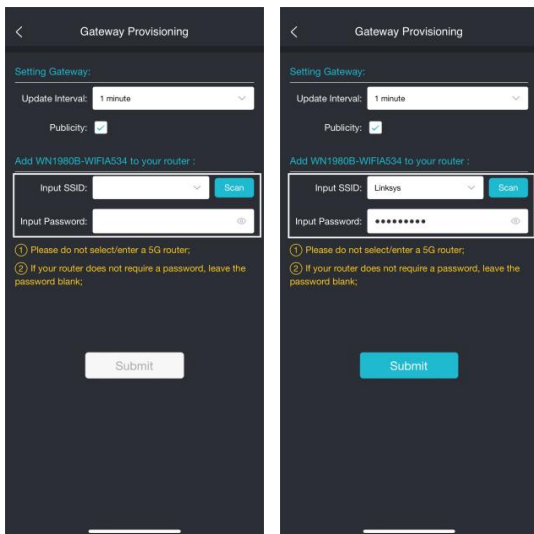 Gateway Provisioning
Setting Gateway:
Update Interval: 1 minute
Publicity:
Add WN1980B-WIFIA534 to your router :
Input SSID: Scan
Input Password:
① Please do not select/enter a 5G router;
② If your router does not require a password, leave the
password blank;
Submit
Gateway Provisioning
Setting Gateway:
Update Interval: 1 minute
Publicity:
Add WN1980B-WIFIA534 to your router :
Input SSID: Linksys Scan
Input Password: •••••••••
① Please do not select/enter a 5G router;
② If your router does not require a password, leave the
password blank;
Submit